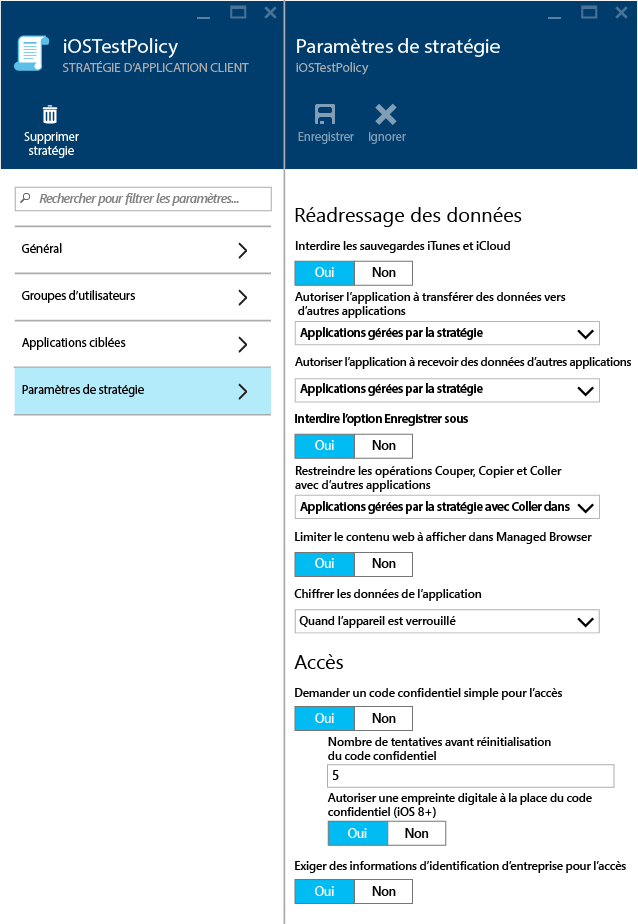 iOSTestPolicy
STRATÉGIE D’APPLICATION CLIENT
Supprimer
stratégie
Rechercher pour filtrer les paramètres...
Général
Groupes d’utilisateurs
Applications ciblées
Paramètres de stratégie
Paramètres de stratégie
iOSTestPolicy
Enregistrer
Ignorer
Réadressage des données
Interdire les sauvegardes iTunes et iCloud
Oui Non
Autoriser l’application à transférer des données vers
d’autres applications
Applications gérées par la stratégie
Autoriser l’application à recevoir des données d’autres applications
Applications gérées par la stratégie
Interdire l’option Enregistrer sous
Oui Non
Restreindre les opérations Couper, Copier et Coller
avec d’autres applications
Applications gérées par la stratégie avec Coller dans
Limiter le contenu web à afficher dans Managed Browser
Oui Non
Chiffrer les données de l’application
Quand l’appareil est verrouillé
Accès
Demander un code confidentiel simple pour l’accès
Oui Non
Nombre de tentatives avant réinitialisation
du code confidentiel
5
Autoriser une empreinte digitale à la place du code
confidentiel (iOS 8+)
Oui Non
Exiger des informations d’identification d’entreprise pour l’accès
Oui Non